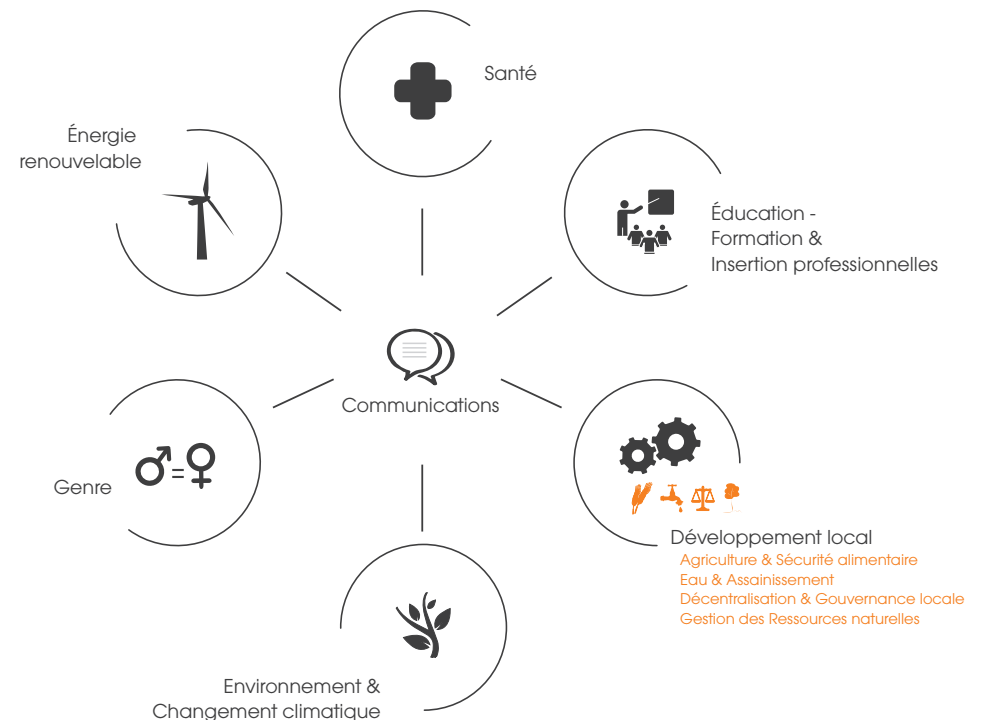 Santé
Énergie
renouvelable
Éducation -
Formation &
Insertion professionnelles
Communications
Genre
Développement local
Agriculture & Sécurité alimentaire
Eau & Assainissement
Décentralisation & Gouvernance locale
Gestion des Ressources naturelles
Environnement &
Changement climatique